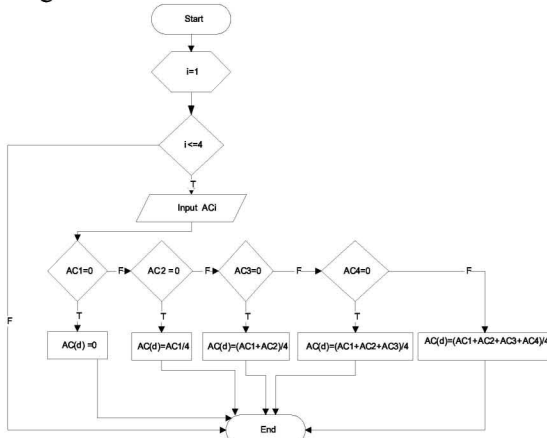 Start
i=1
i <=4
T
Input ACi
AC1=0
F
AC2 = 0
F
AC3=0
F
AC4=0
F
F
T
T
T
T
AC(d) =0
AC(d)=AC1/4
AC(d)=(AC1+AC2)/4
AC(d)=(AC1+AC2+AC3)/4
AC(d)=(AC1+AC2+AC3+AC4)/4
End